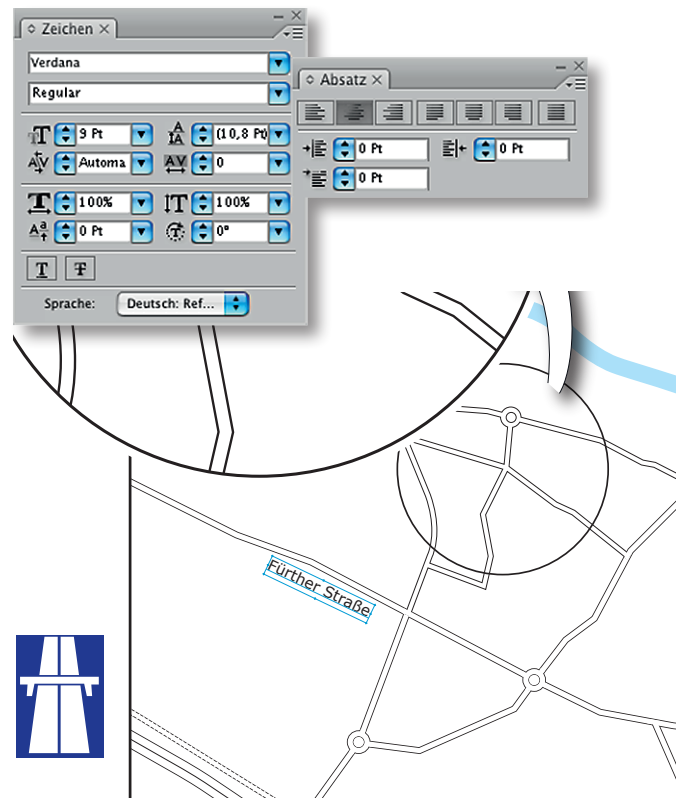 Zeichen
Verdana
Regular
9 Pt
(10,8 Pt)
Automa
0
100%
100%
0 Pt
0°
Sprache:
Deutsch: Ref...
Absatz
0 Pt
0 Pt
0 Pt
Fürther Straße